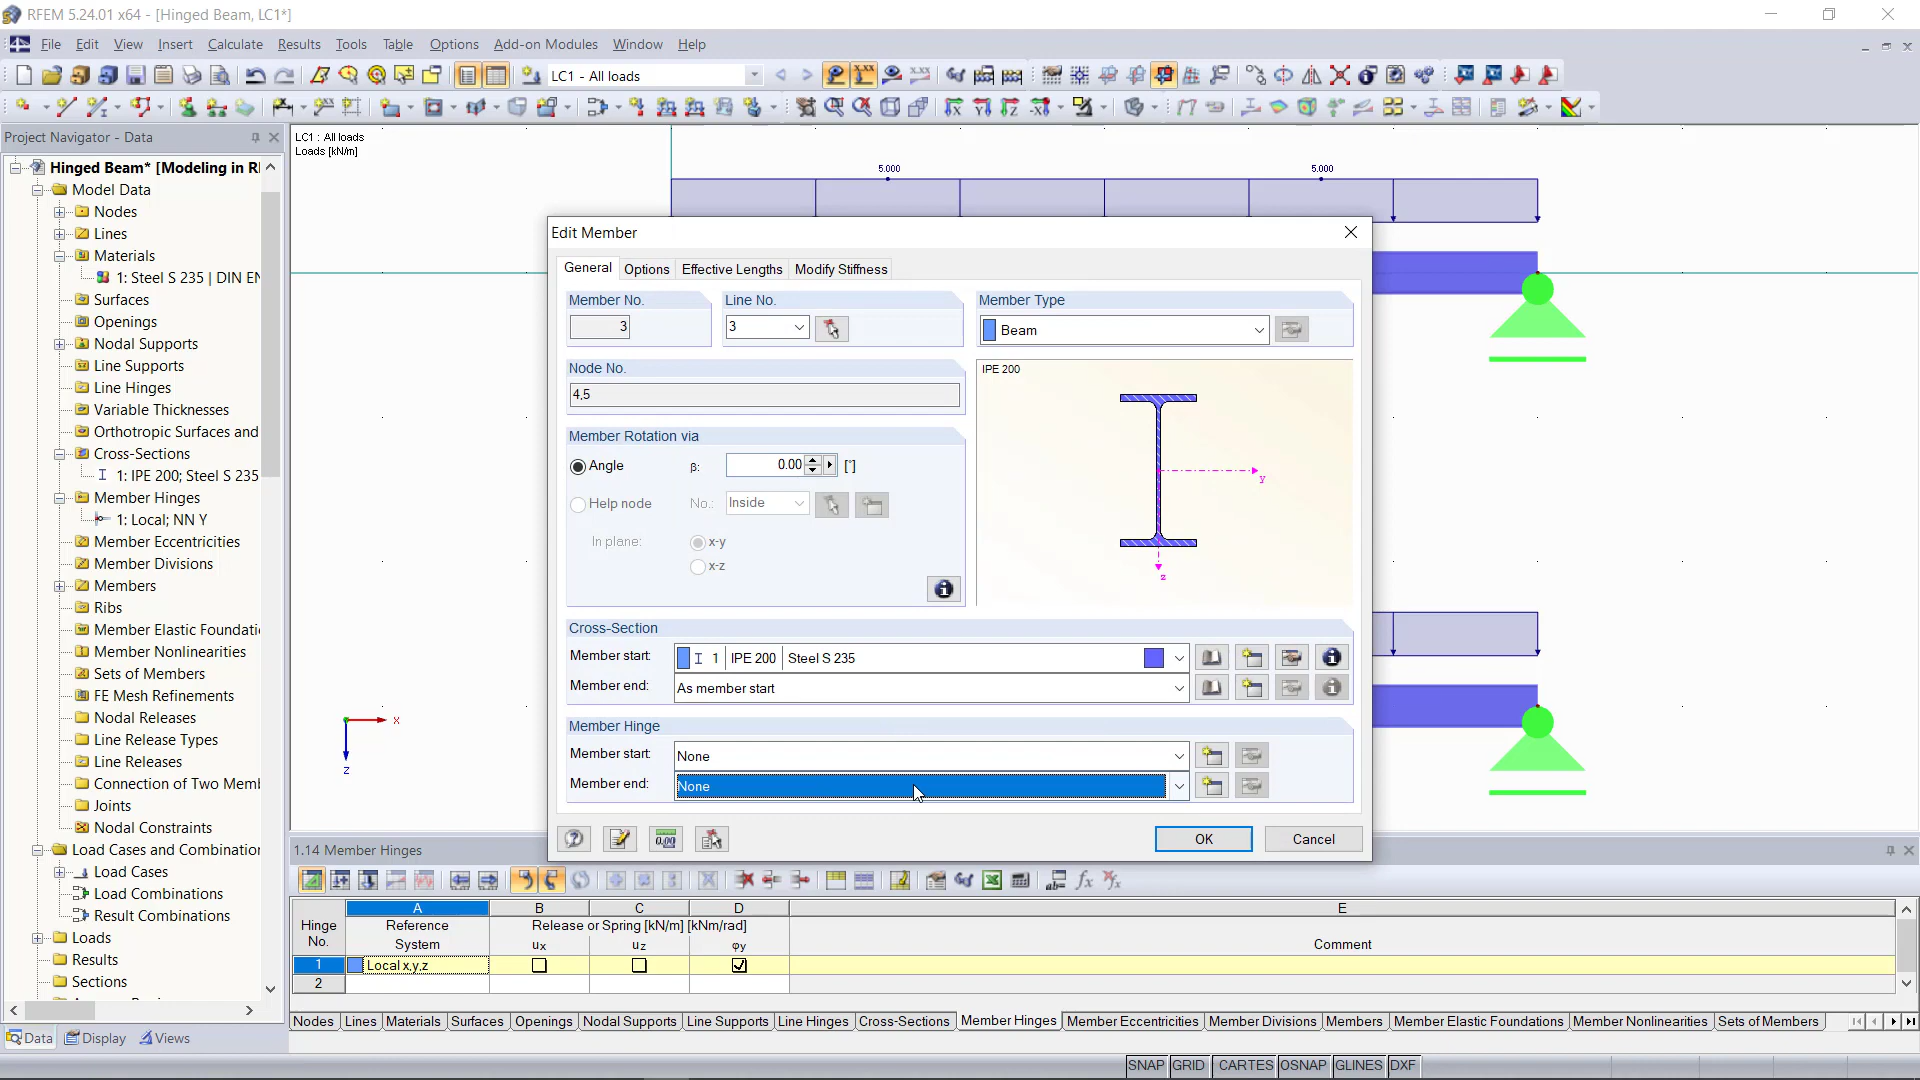 RFEM 5.24.01 x64 - [Hinged Beam, LC1*]
File Edit View Insert Calculate Results Tools Table Options Add-on Modules Window Help
LC1 - All loads
Project Navigator - Data
Hinged Beam* [Modeling in RI
Model Data
Nodes
Lines
Materials
1: Steel S 235 | DIN EN
Surfaces
Openings
Nodal Supports
Line Supports
Line Hinges
Variable Thicknesses
Orthotropic Surfaces and
Cross-Sections
1: IPE 200; Steel S 235
Member Hinges
1: Local; NN Y
Member Eccentricities
Member Divisions
Members
Ribs
Member Elastic Foundati
Member Nonlinearities
Sets of Members
FE Mesh Refinements
Nodal Releases
Line Release Types
Line Releases
Connection of Two Memb
Joints
Nodal Constraints
Load Cases and Combination
Load Cases
Load Combinations
Result Combinations
Loads
Results
Sections
Data Display Views
LC1 : All loads
Loads [kN/m]
5.000 5.000
x
z
Edit Member
General Options Effective Lengths Modify Stiffness
Member No. Line No. Member Type
3 3 Beam
Node No.
4,5
IPE 200
Member Rotation via
Angle β: 0.00 [°]
Help node No.: Inside
In plane: x-y
x-z
y
z
Cross-Section
Member start: 1 IPE 200 Steel S 235
Member end: As member start
Member Hinge
Member start: None
Member end: None
0.00
OK Cancel
1.14 Member Hinges
A B C D E
Hinge No. Reference System Release or Spring [kN/m] [kNm/rad] Comment
ux uz φy
1 Local x,y,z
2
Nodes Lines Materials Surfaces Openings Nodal Supports Line Supports Line Hinges Cross-Sections Member Hinges Member Eccentricities Member Divisions Members Member Elastic Foundations Member Nonlinearities Sets of Members
SNAP GRID CARTES OSNAP GLINES DXF